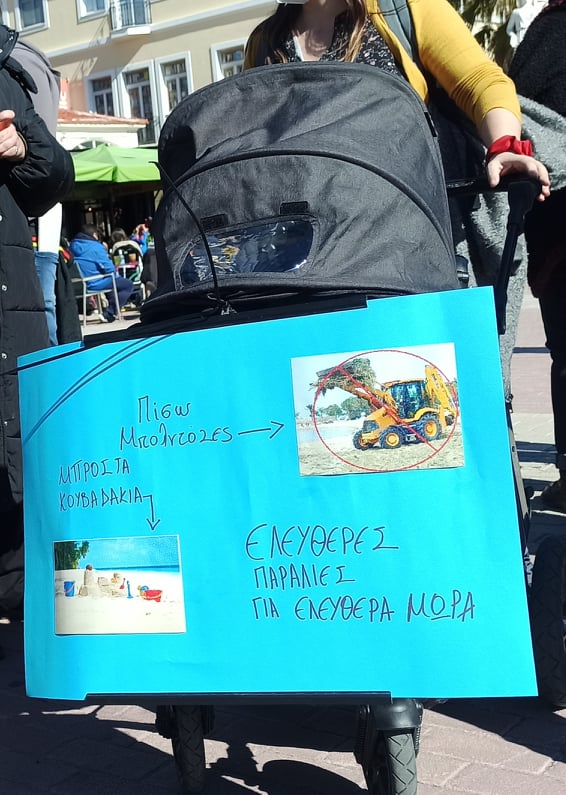 Πίσω
Μπολντόζες
ΜΠΡΟΣΤΑ
ΚΟΥΒΑΔΑΚΙΑ
ΕΛΕΥΘΕΡΕΣ
ΠΑΡΑΛΙΕΣ
ΓΙΑ ΕΛΕΥΘΕΡΑ ΜΩΡΑ